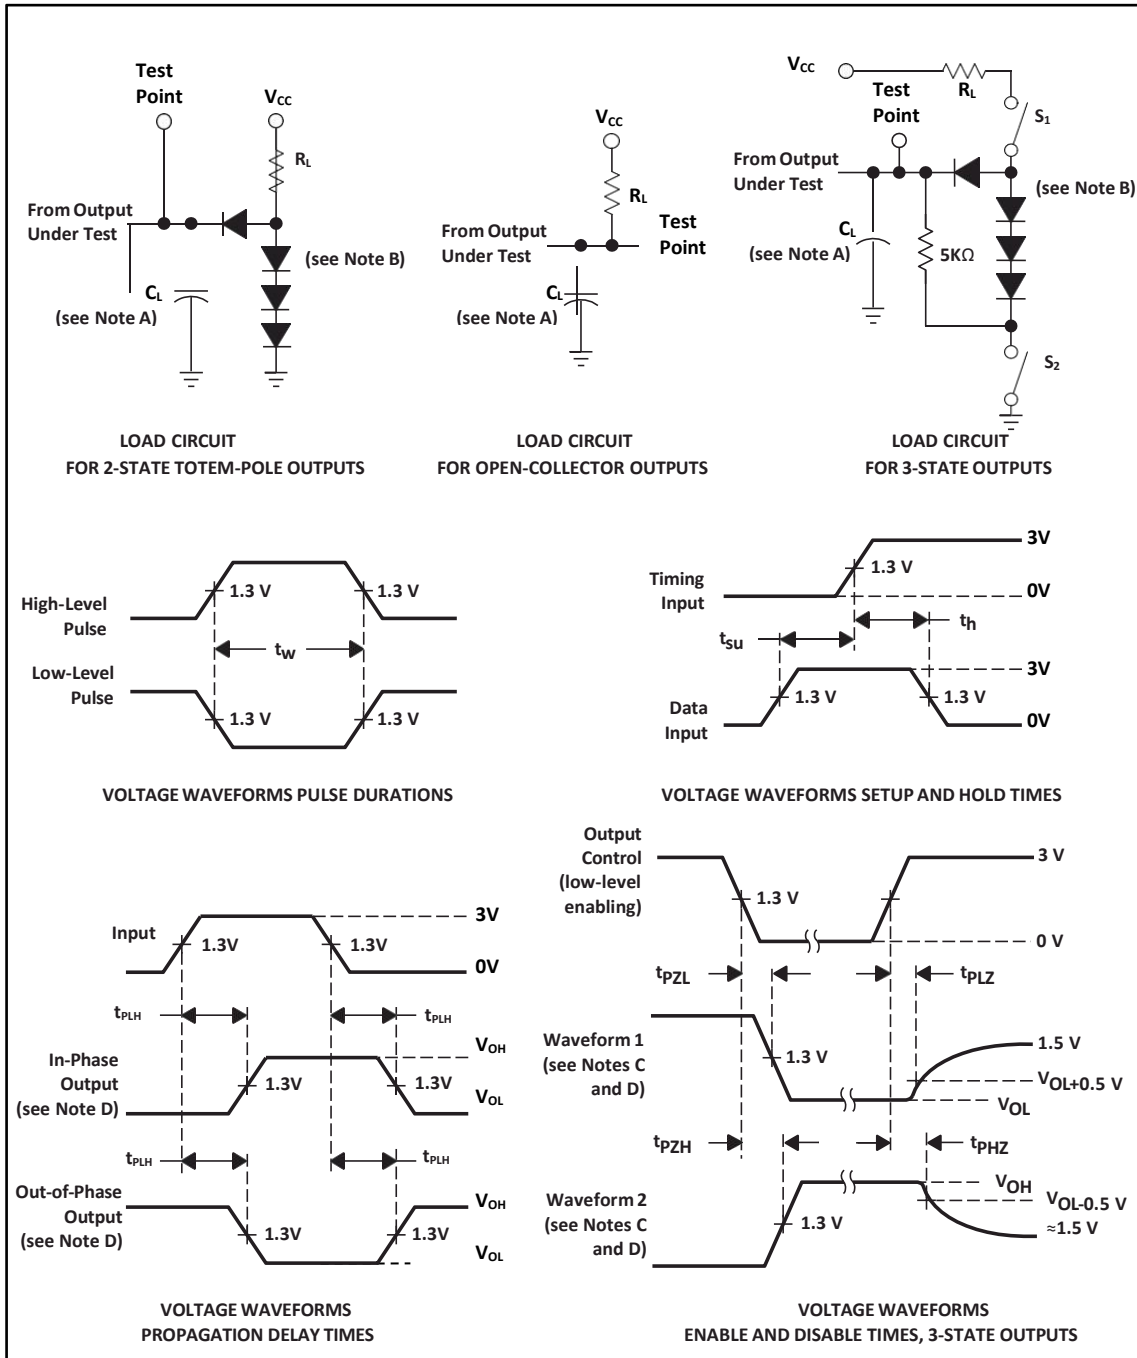 Test
Point
VCC
RL
From Output
Under Test
(see Note B)
CL
(see Note A)
LOAD CIRCUIT
FOR 2-STATE TOTEM-POLE OUTPUTS
VCC
RL
From Output
Under Test
Test
Point
CL
(see Note A)
LOAD CIRCUIT
FOR OPEN-COLLECTOR OUTPUTS
VCC
RL
Test
Point
S1
From Output
Under Test
(see Note B)
CL
(see Note A)
5KΩ
S2
LOAD CIRCUIT
FOR 3-STATE OUTPUTS
High-Level
Pulse
1.3 V
1.3 V
tw
Low-Level
Pulse
1.3 V
1.3 V
VOLTAGE WAVEFORMS PULSE DURATIONS
Timing
Input
3V
1.3 V
0V
th
tsu
3V
1.3 V
1.3 V
Data
Input
0V
VOLTAGE WAVEFORMS SETUP AND HOLD TIMES
Input
3V
1.3V
1.3V
0V
tPLH
tPLH
In-Phase
Output
(see Note D)
VOH
1.3V
1.3V
VOL
tPLH
tPLH
Out-of-Phase
Output
(see Note D)
VOH
1.3V
1.3V
VOL
VOLTAGE WAVEFORMS
PROPAGATION DELAY TIMES
Output
Control
(low-level
enabling)
3 V
1.3 V
0 V
tPZL
tPLZ
Waveform 1
(see Notes C
and D)
1.3 V
1.5 V
VOL+0.5 V
VOL
tPZH
tPHZ
Waveform 2
(see Notes C
and D)
1.3 V
VOH
VOL-0.5 V
≈1.5 V
VOLTAGE WAVEFORMS
ENABLE AND DISABLE TIMES, 3-STATE OUTPUTS